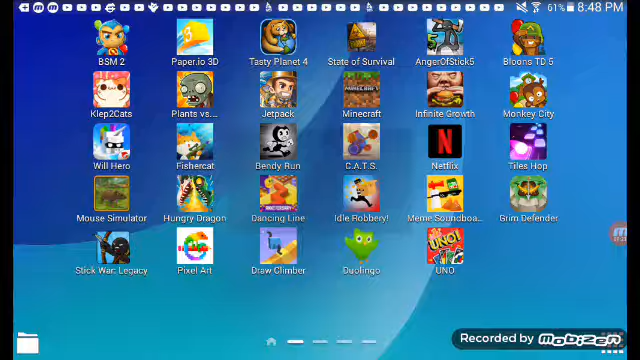 61% 8:48 PM
BSM 2 Paper.io 3D Tasty Planet 4 State of Survival AngerOfStick5 Bloons TD 5
Klep2Cats Plants vs.... Jetpack Minecraft Infinite Growth Monkey City
Will Hero Fishercat Bendy Run C.A.T.S. Netflix Tiles Hop
Mouse Simulator Hungry Dragon Dancing Line Idle Robbery! Meme Soundboa... Grim Defender
Stick War: Legacy Pixel Art Draw Climber Duolingo UNO
Recorded by Mobizen